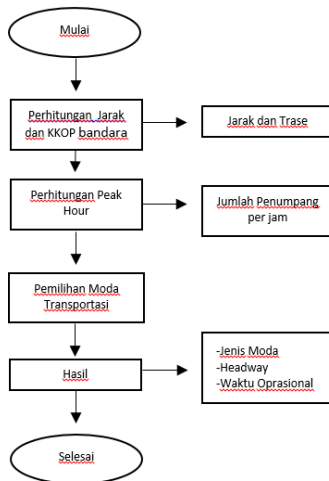 Mulai
Perhitungan Jarak
dan KKOP bandara
Jarak dan Trase
Perhitungan Peak
Hour
Jumlah Penumpang
per jam
Pemilihan Moda
Transportasi
Hasil
-Jenis Moda
-Headway
-Waktu Oprasional
Selesai